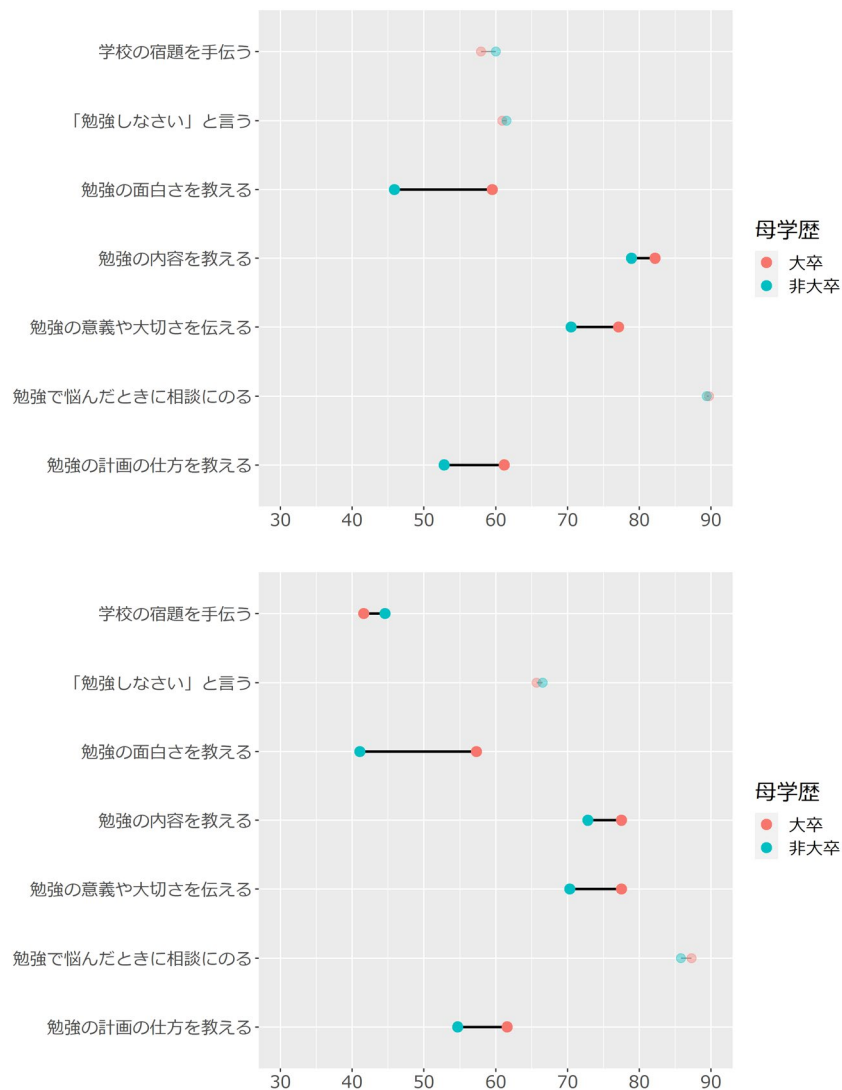 学校の宿題を手伝う
「勉強しなさい」と言う
勉強の面白さを教える
勉強の内容を教える
勉強の意義や大切さを伝える
勉強で悩んだときに相談にのる
勉強の計画の仕方を教える
30 40 50 60 70 80 90
母学歴
大卒
非大卒
学校の宿題を手伝う
「勉強しなさい」と言う
勉強の面白さを教える
勉強の内容を教える
勉強の意義や大切さを伝える
勉強で悩んだときに相談にのる
勉強の計画の仕方を教える
30 40 50 60 70 80 90
母学歴
大卒
非大卒